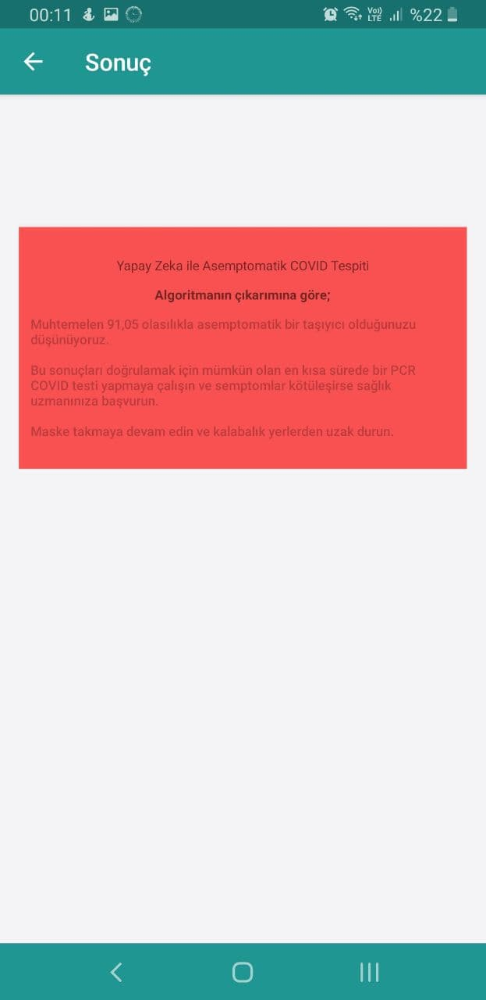 00:11
Vo)) LTE
%22
Sonuç
Yapay Zeka ile Asemptomatik COVID Tespiti
Algoritmanın çıkarımına göre;
Muhtemelen 91,05 olasılıkla asemptomatik bir taşıyıcı olduğunuzu
düşünüyoruz.
Bu sonuçları doğrulamak için mümkün olan en kısa sürede bir PCR
COVID testi yapmaya çalışın ve semptomlar kötüleşirse sağlık
uzmanınıza başvurun.
Maske takmaya devam edin ve kalabalık yerlerden uzak durun.